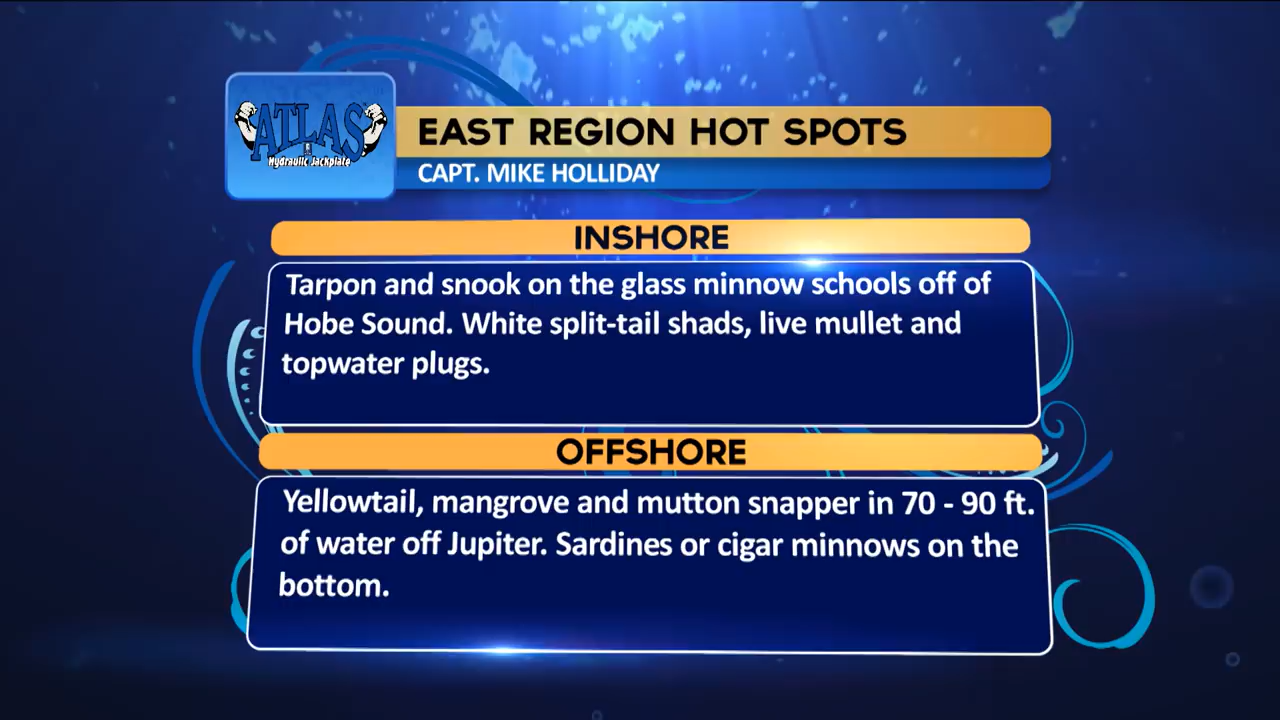 ATLAS
Hydraulic Jackplate
EAST REGION HOT SPOTS
CAPT. MIKE HOLLIDAY
INSHORE
Tarpon and snook on the glass minnow schools off of
Hobe Sound. White split-tail shads, live mullet and
topwater plugs.
OFFSHORE
Yellowtail, mangrove and mutton snapper in 70 - 90 ft.
of water off Jupiter. Sardines or cigar minnows on the
bottom.